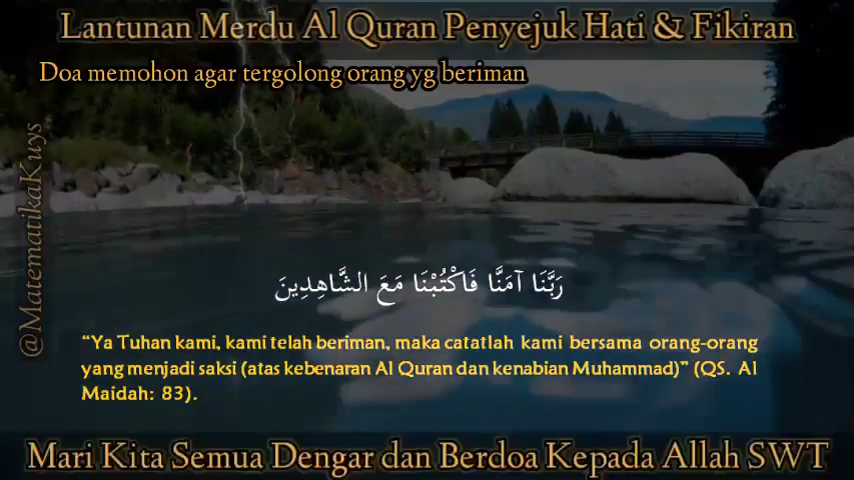 Lantunan Merdu Al Quran Penyejuk Hati & Fikiran
Doa memohon agar tergolong orang yg beriman
@MatematikaKuys
رَبَّنَا آمَنَّا فَاكْتُبْنَا مَعَ الشَّاهِدِينَ
“Ya Tuhan kami, kami telah beriman, maka catatlah kami bersama orang-orang
yang menjadi saksi (atas kebenaran Al Quran dan kenabian Muhammad)” (QS. Al
Maidah: 83).
Mari Kita Semua Dengar dan Berdoa Kepada Allah SWT